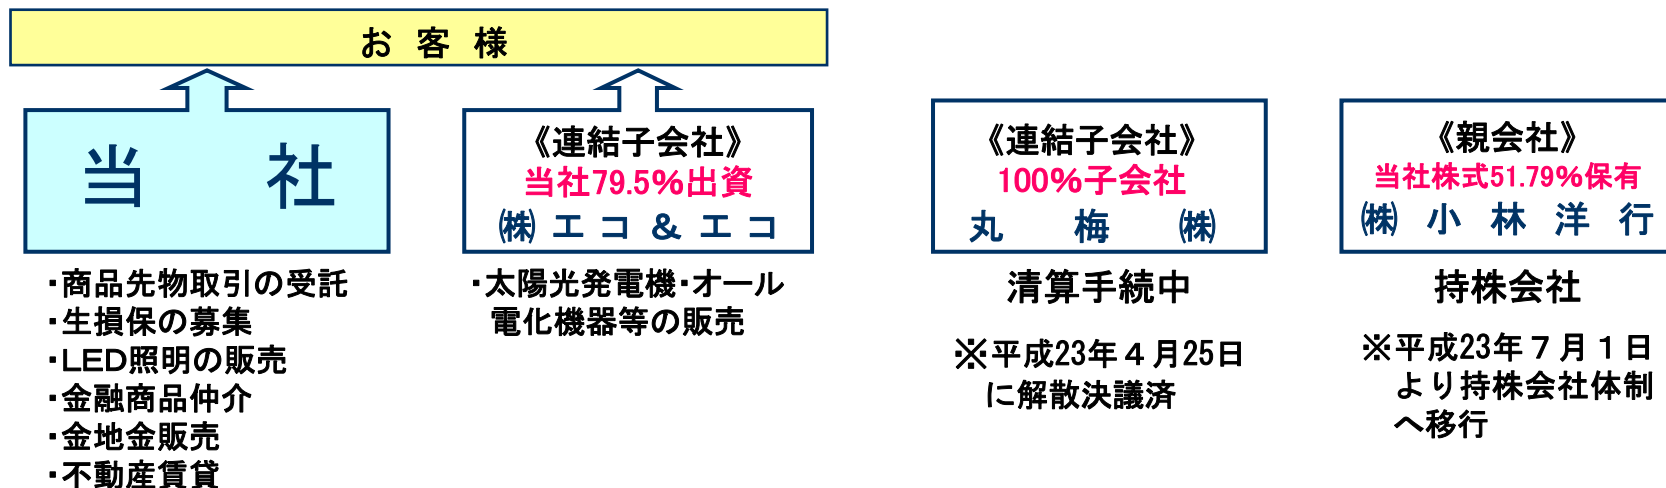 お 客 様
当 社
・商品先物取引の受託
・生損保の募集
・LED照明の販売
・金融商品仲介
・金地金販売
・不動産賃貸
《連結子会社》
当社79.5%出資
㈱ エ コ & エ コ
・太陽光発電機・オール
電化機器等の販売
《連結子会社》
100%子会社
丸 梅 ㈱
清算手続中
※平成23年４月25日
に解散決議済
《親会社》
当社株式51.79%保有
㈱ 小 林 洋 行
持株会社
※平成23年７月１日
より持株会社体制
へ移行